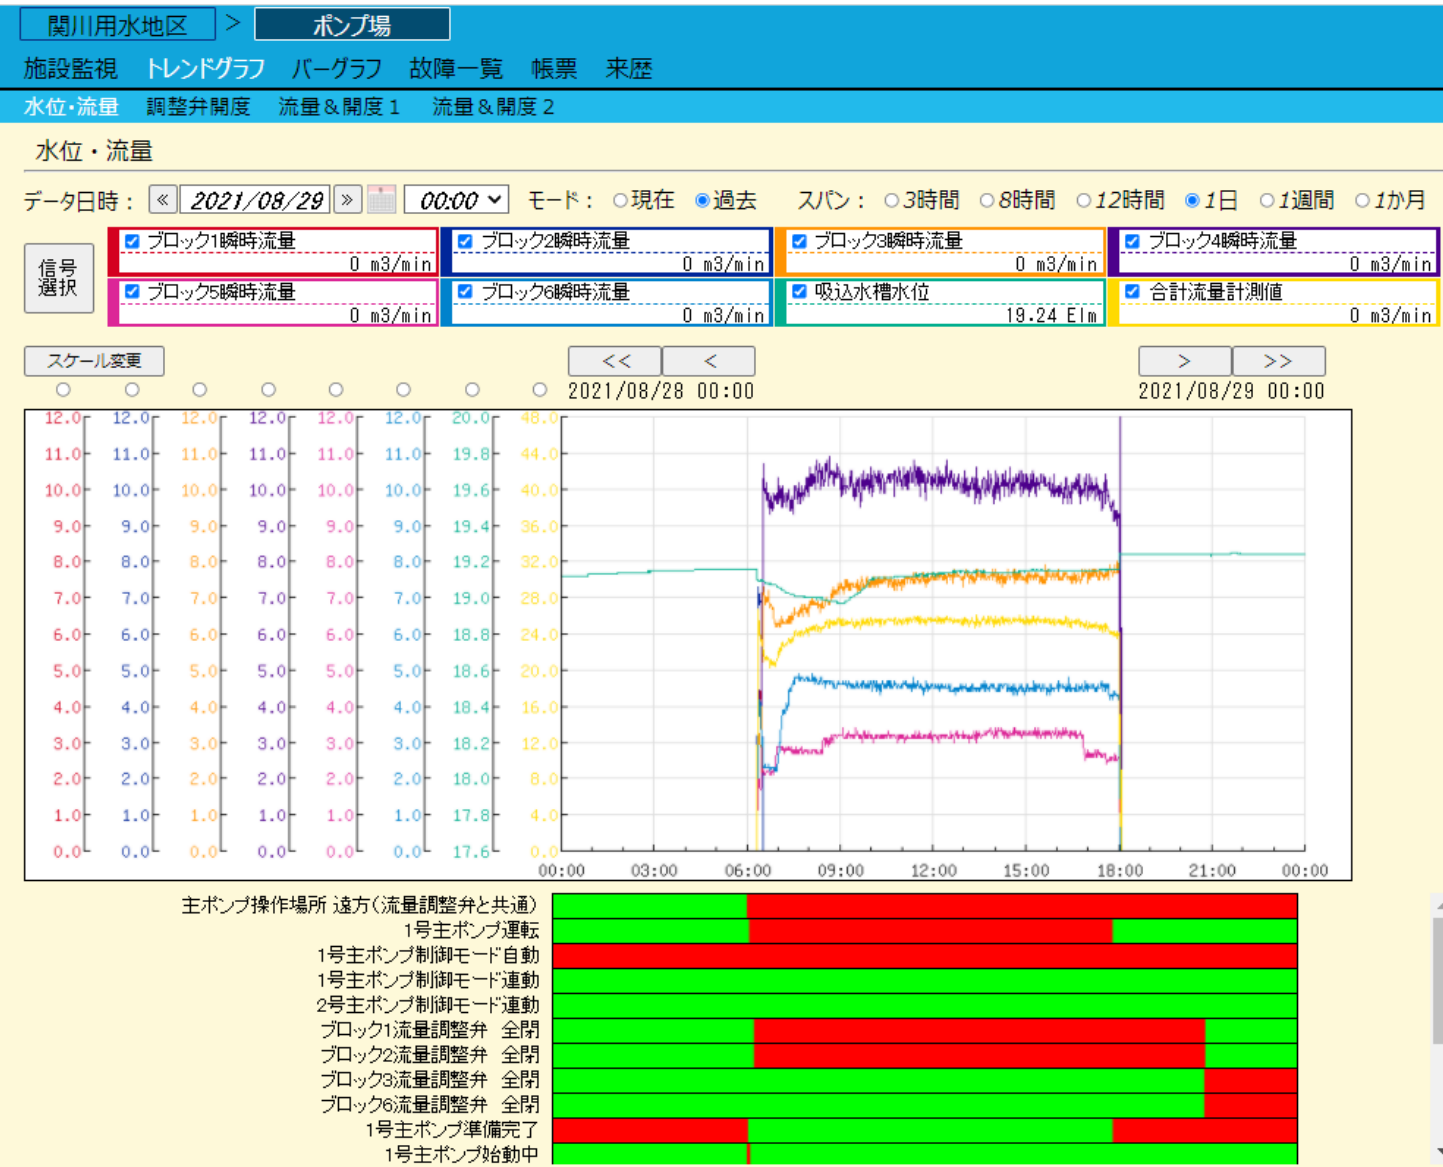 関川用水地区 > ポンプ場
施設監視 トレンドグラフ バーグラフ 故障一覧 帳票 来歴
水位・流量 調整弁開度 流量&開度1 流量&開度2
水位・流量
データ日時： « 2021/08/29 » 00:00 モード： 現在 過去 スパン： 3時間 8時間 12時間 1日 1週間 1か月
信号選択
ブロック1瞬時流量 ブロック2瞬時流量 ブロック3瞬時流量 ブロック4瞬時流量
0 m3/min 0 m3/min 0 m3/min 0 m3/min
ブロック5瞬時流量 ブロック6瞬時流量 吸込水槽水位 合計流量計測値
0 m3/min 0 m3/min 19.24 Elm 0 m3/min
スケール変更 << < > >>
2021/08/28 00:00 2021/08/29 00:00
12.0 12.0 12.0 12.0 12.0 12.0 20.0 48.0
11.0 11.0 11.0 11.0 11.0 11.0 19.8 44.0
10.0 10.0 10.0 10.0 10.0 10.0 19.6 40.0
9.0 9.0 9.0 9.0 9.0 9.0 19.4 36.0
8.0 8.0 8.0 8.0 8.0 8.0 19.2 32.0
7.0 7.0 7.0 7.0 7.0 7.0 19.0 28.0
6.0 6.0 6.0 6.0 6.0 6.0 18.8 24.0
5.0 5.0 5.0 5.0 5.0 5.0 18.6 20.0
4.0 4.0 4.0 4.0 4.0 4.0 18.4 16.0
3.0 3.0 3.0 3.0 3.0 3.0 18.2 12.0
2.0 2.0 2.0 2.0 2.0 2.0 18.0 8.0
1.0 1.0 1.0 1.0 1.0 1.0 17.8 4.0
0.0 0.0 0.0 0.0 0.0 0.0 17.6 0.0
00:00 03:00 06:00 09:00 12:00 15:00 18:00 21:00 00:00
主ポンプ操作場所 遠方(流量調整弁と共通)
1号主ポンプ運転
1号主ポンプ制御モード自動
1号主ポンプ制御モード連動
2号主ポンプ制御モード連動
ブロック1流量調整弁 全閉
ブロック2流量調整弁 全閉
ブロック3流量調整弁 全閉
ブロック6流量調整弁 全閉
1号主ポンプ準備完了
1号主ポンプ始動中